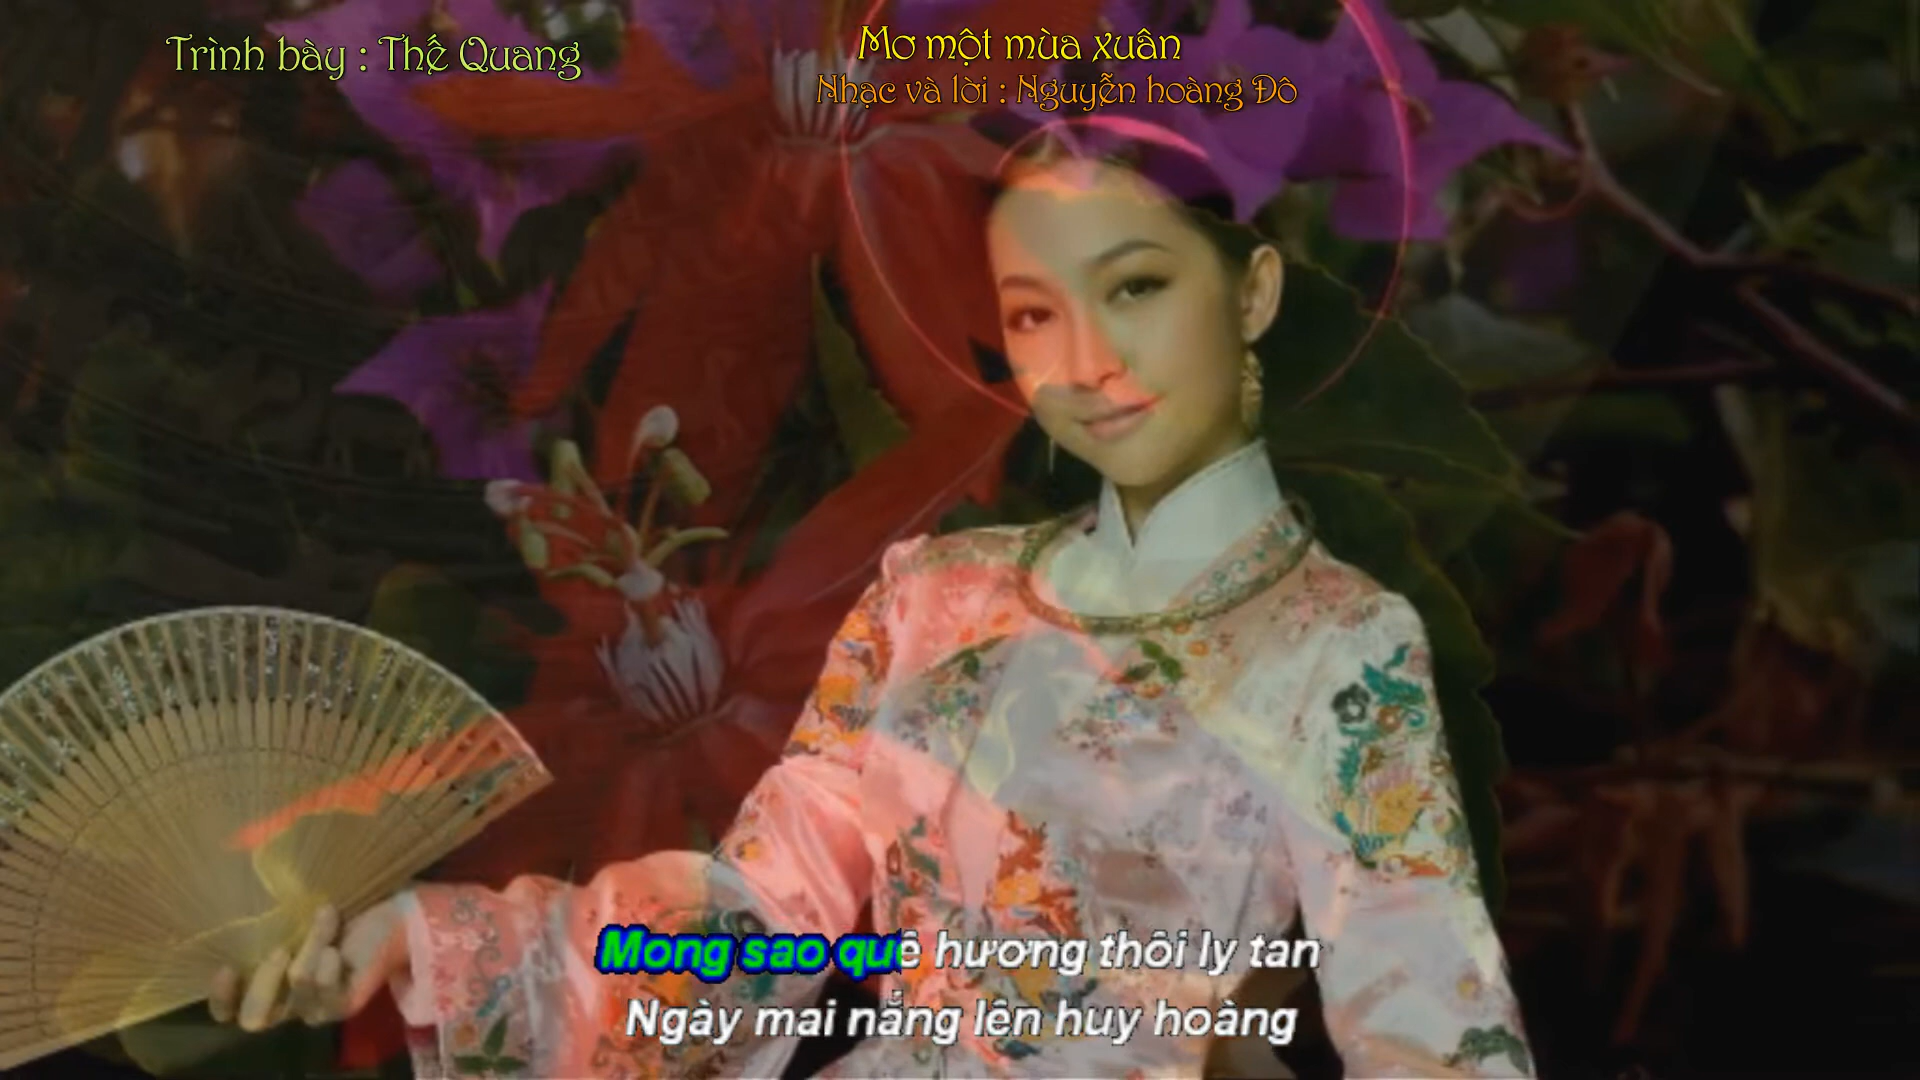 Trình bày : Thế Quang
Mơ một mùa xuân
Nhạc và lời : Nguyễn hoàng Đô
Mong sao quê hương thôi ly tan
Ngày mai nắng lên huy hoàng